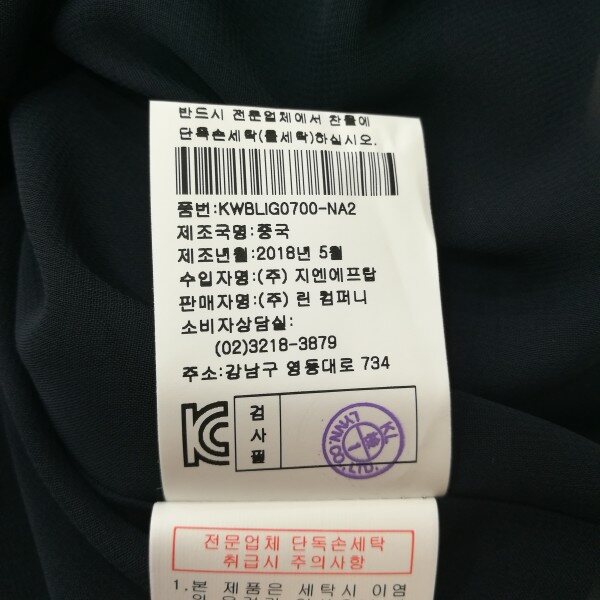 반드시 전문업체에서 찬물에
단독손세탁(물세탁)하십시오.
품번:KWBLIG0700-NA2
제조국명:중국
제조년월:2018년 5월
수입자명:(주) 지엔에프랍
판매자명:(주) 린 컴퍼니
소비자상담실:
(02)3218-3879
주소:강남구 영동대로 734
검사필
KL
LYNN.CO.,LTD.
전문업체 단독손세탁
취급시 주의사항
1.본 제품은 세탁시 이염